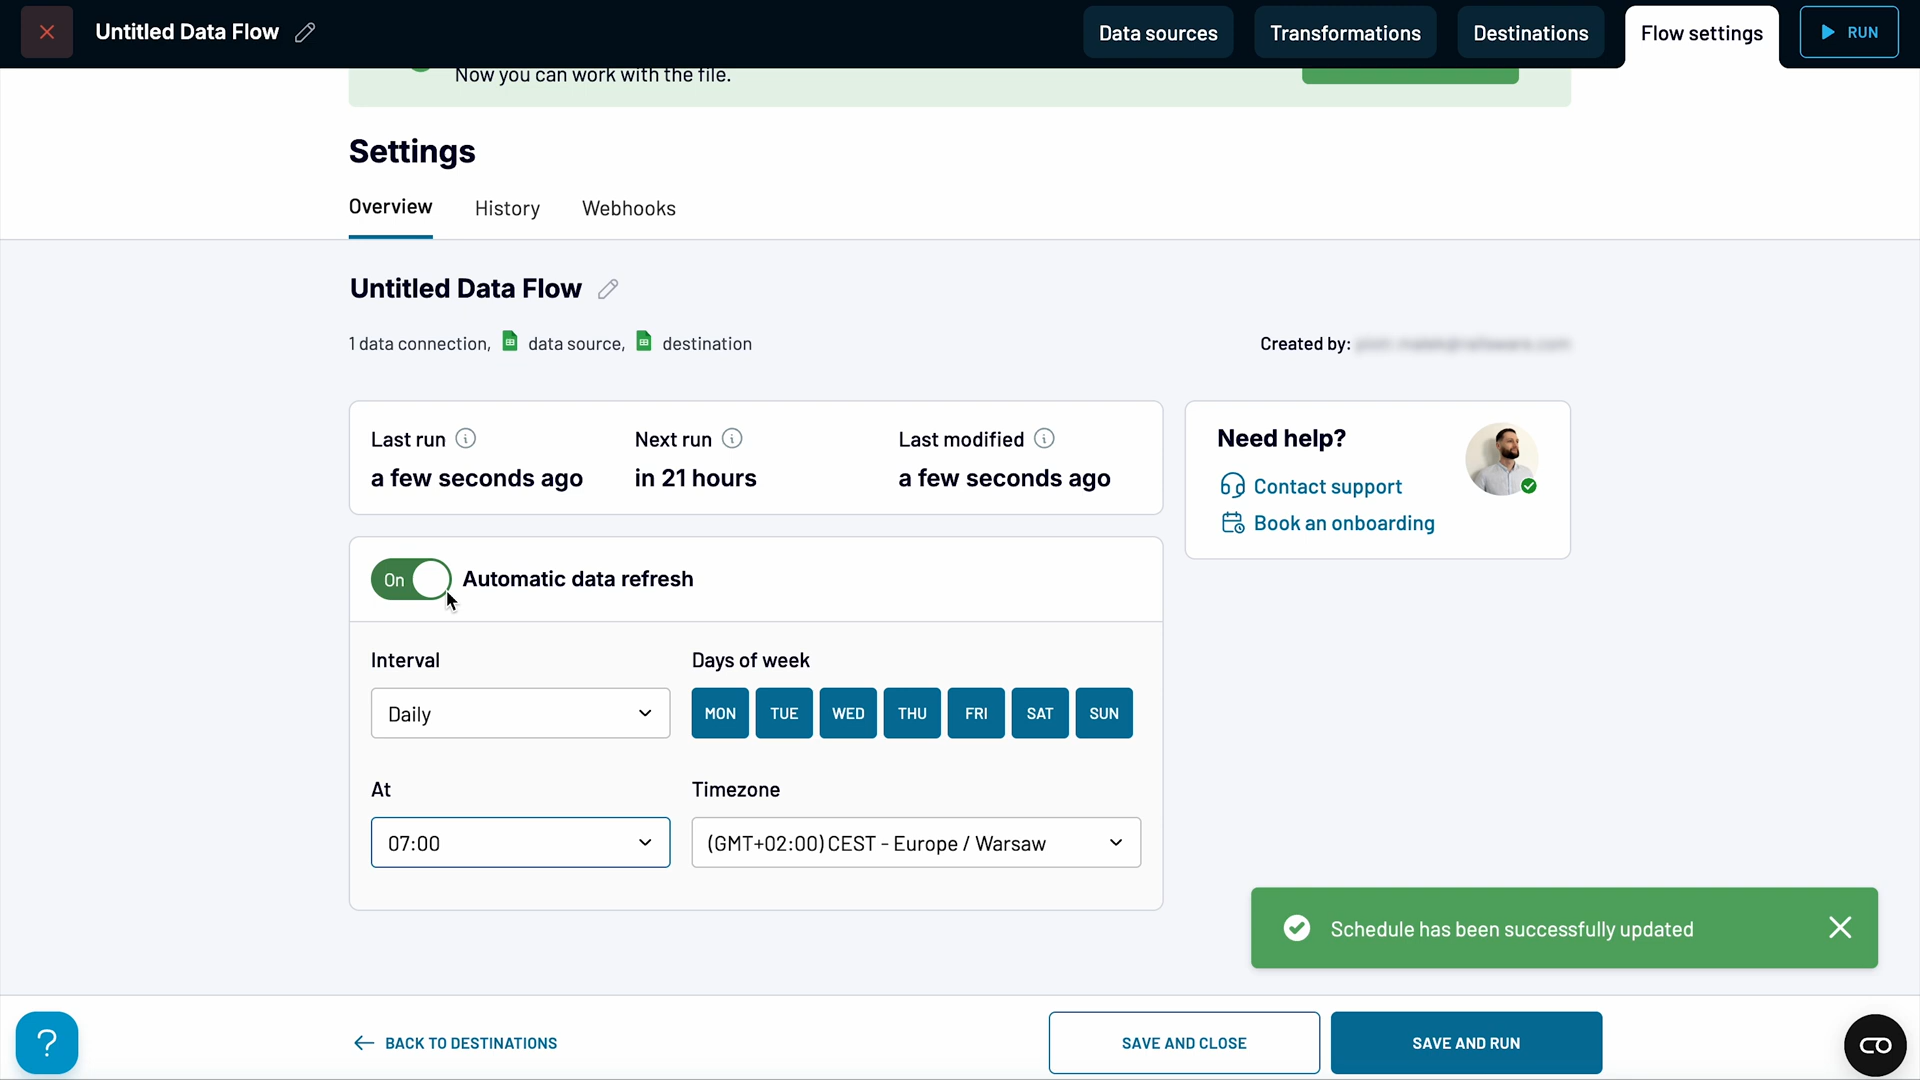 Untitled Data Flow
Data sources
Transformations
Destinations
Flow settings
RUN
Now you can work with the file.
Settings
Overview
History
Webhooks
Untitled Data Flow
1 data connection, data source, destination
Created by:
Last run
a few seconds ago
Next run
in 21 hours
Last modified
a few seconds ago
Need help?
Contact support
Book an onboarding
On
Automatic data refresh
Interval
Daily
Days of week
MON TUE WED THU FRI SAT SUN
At
07:00
Timezone
(GMT+02:00) CEST - Europe / Warsaw
Schedule has been successfully updated
?
BACK TO DESTINATIONS
SAVE AND CLOSE
SAVE AND RUN